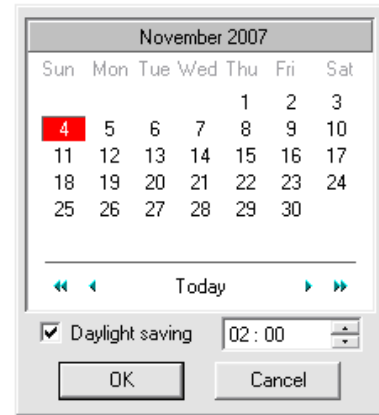 November 2007
Sun Mon Tue Wed Thu Fri Sat
1 2 3
4 5 6 7 8 9 10
11 12 13 14 15 16 17
18 19 20 21 22 23 24
25 26 27 28 29 30
Today
Daylight saving 02 : 00
OK Cancel